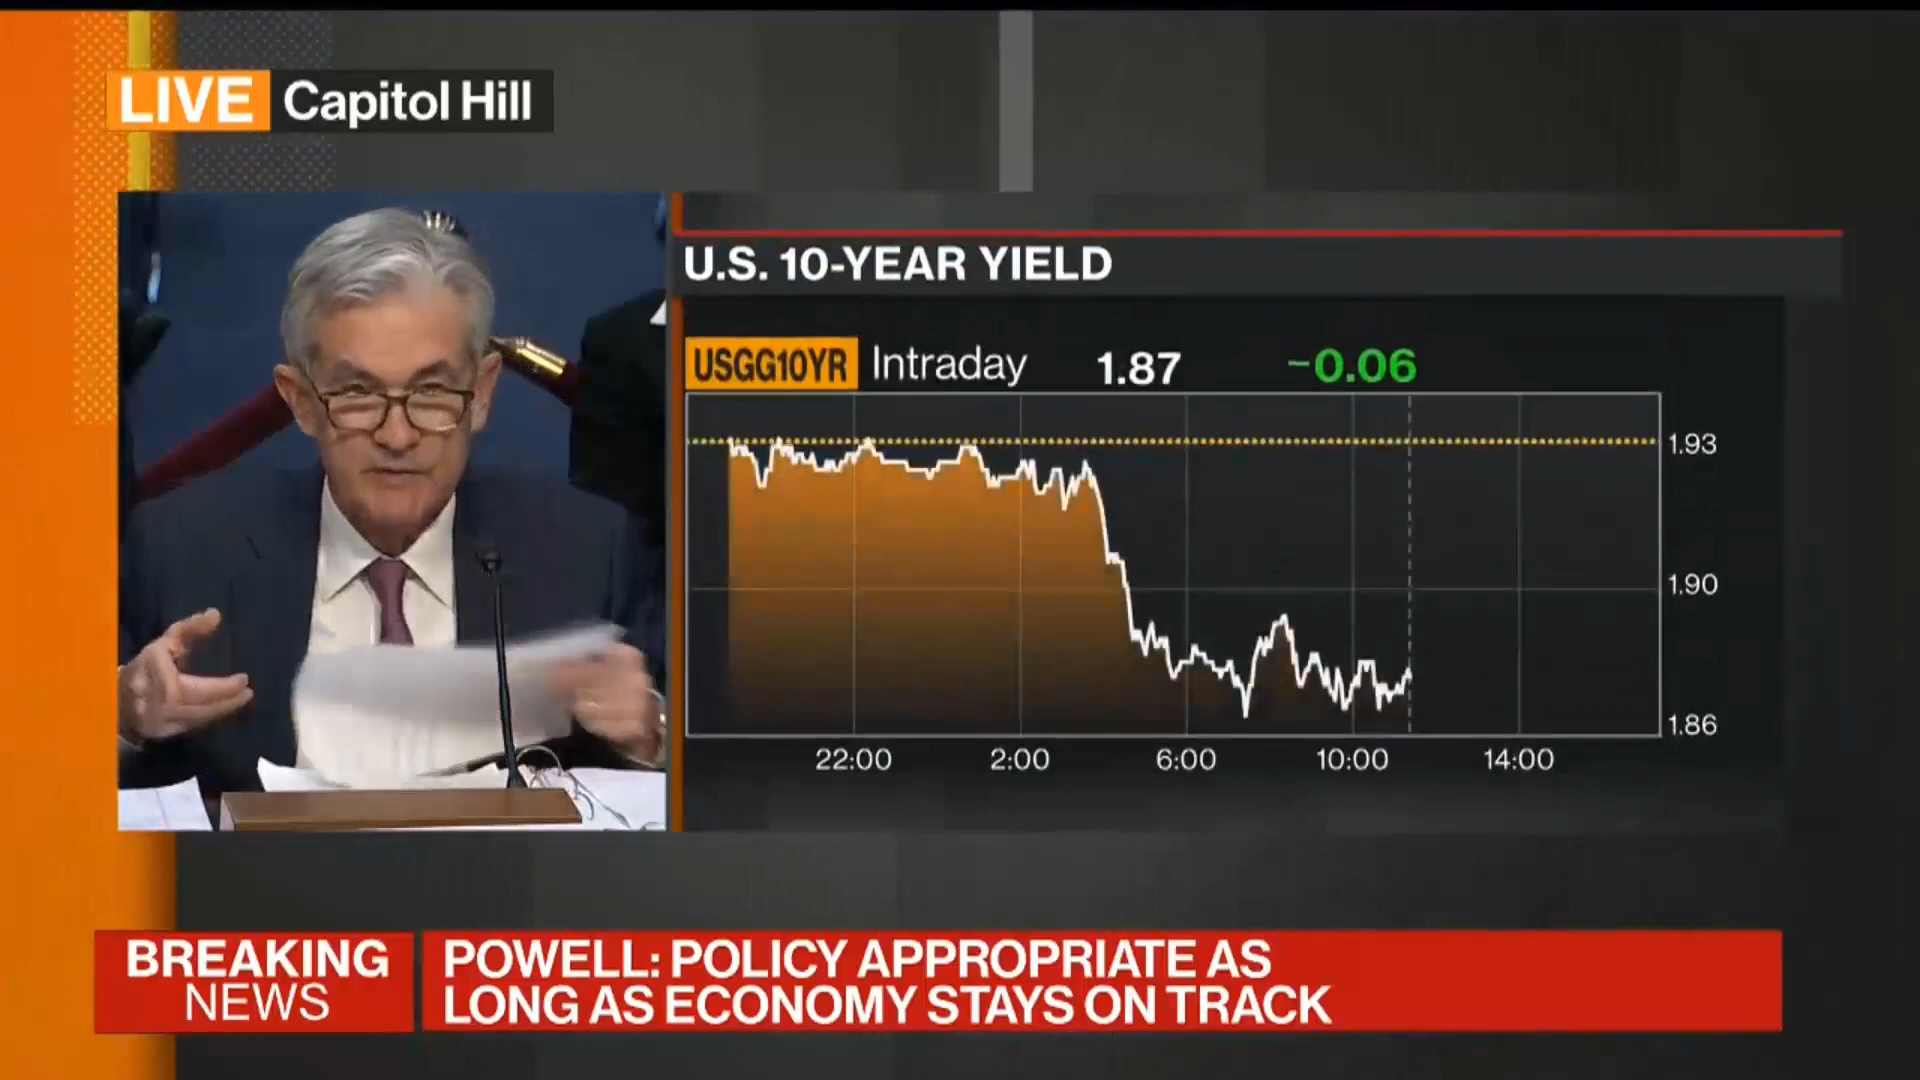 LIVE Capitol Hill
U.S. 10-YEAR YIELD
USGG10YR Intraday 1.87 -0.06
1.93
1.90
1.86
22:00 2:00 6:00 10:00 14:00
BREAKING
NEWS
POWELL: POLICY APPROPRIATE AS
LONG AS ECONOMY STAYS ON TRACK